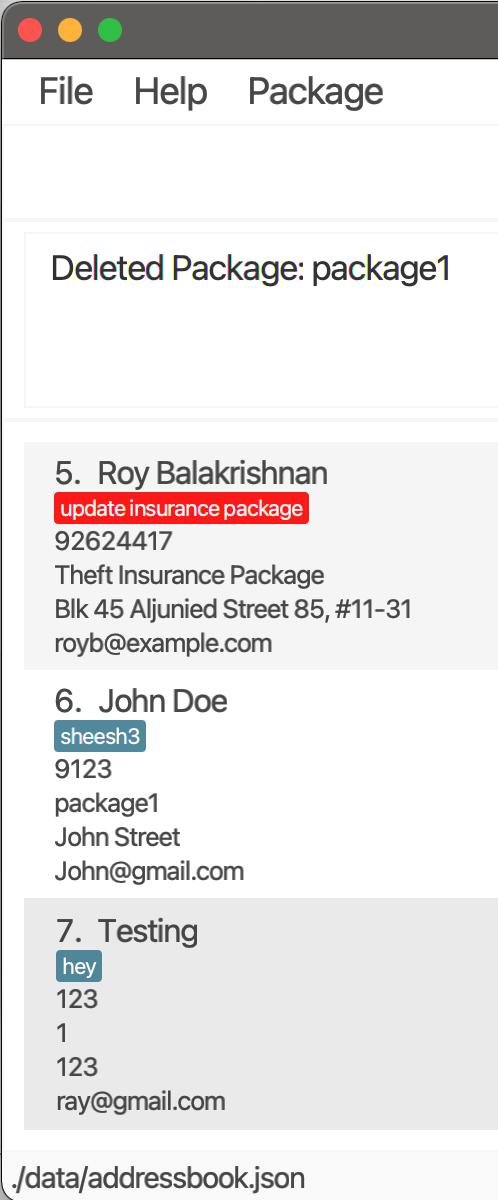 File Help Package
Deleted Package: package1
5. Roy Balakrishnan
update insurance package
92624417
Theft Insurance Package
Blk 45 Aljunied Street 85, #11-31
royb@example.com
6. John Doe
sheesh3
9123
package1
John Street
John@gmail.com
7. Testing
hey
123
1
123
ray@gmail.com
./data/addressbook.json